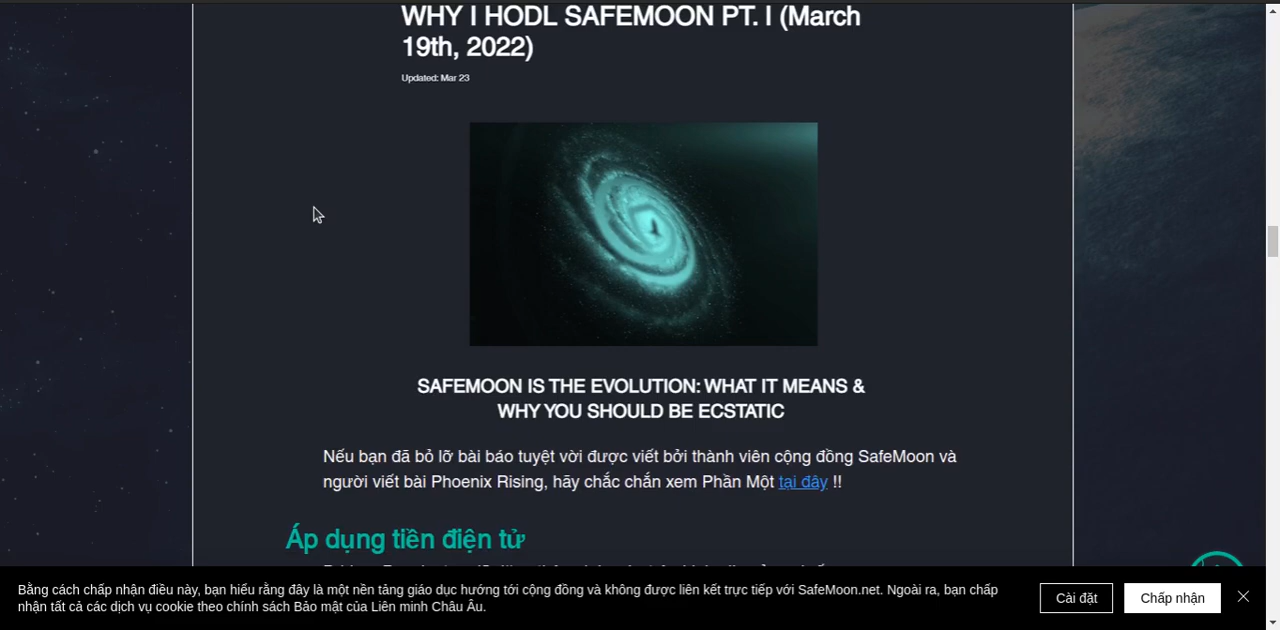 WHY I HODL SAFEMOON PT. I (March
19th, 2022)
Updated: Mar 23
SAFEMOON IS THE EVOLUTION: WHAT IT MEANS &
WHY YOU SHOULD BE ECSTATIC
Nếu bạn đã bỏ lỡ bài báo tuyệt vời được viết bởi thành viên cộng đồng SafeMoon và
người viết bài Phoenix Rising, hãy chắc chắn xem Phần Một tại đây !!
Áp dụng tiền điện tử
Bằng cách chấp nhận điều này, bạn hiểu rằng đây là một nền tảng giáo dục hướng tới cộng đồng và không được liên kết trực tiếp với SafeMoon.net. Ngoài ra, bạn chấp
nhận tất cả các dịch vụ cookie theo chính sách Bảo mật của Liên minh Châu Âu.
Cài đặt
Chấp nhận